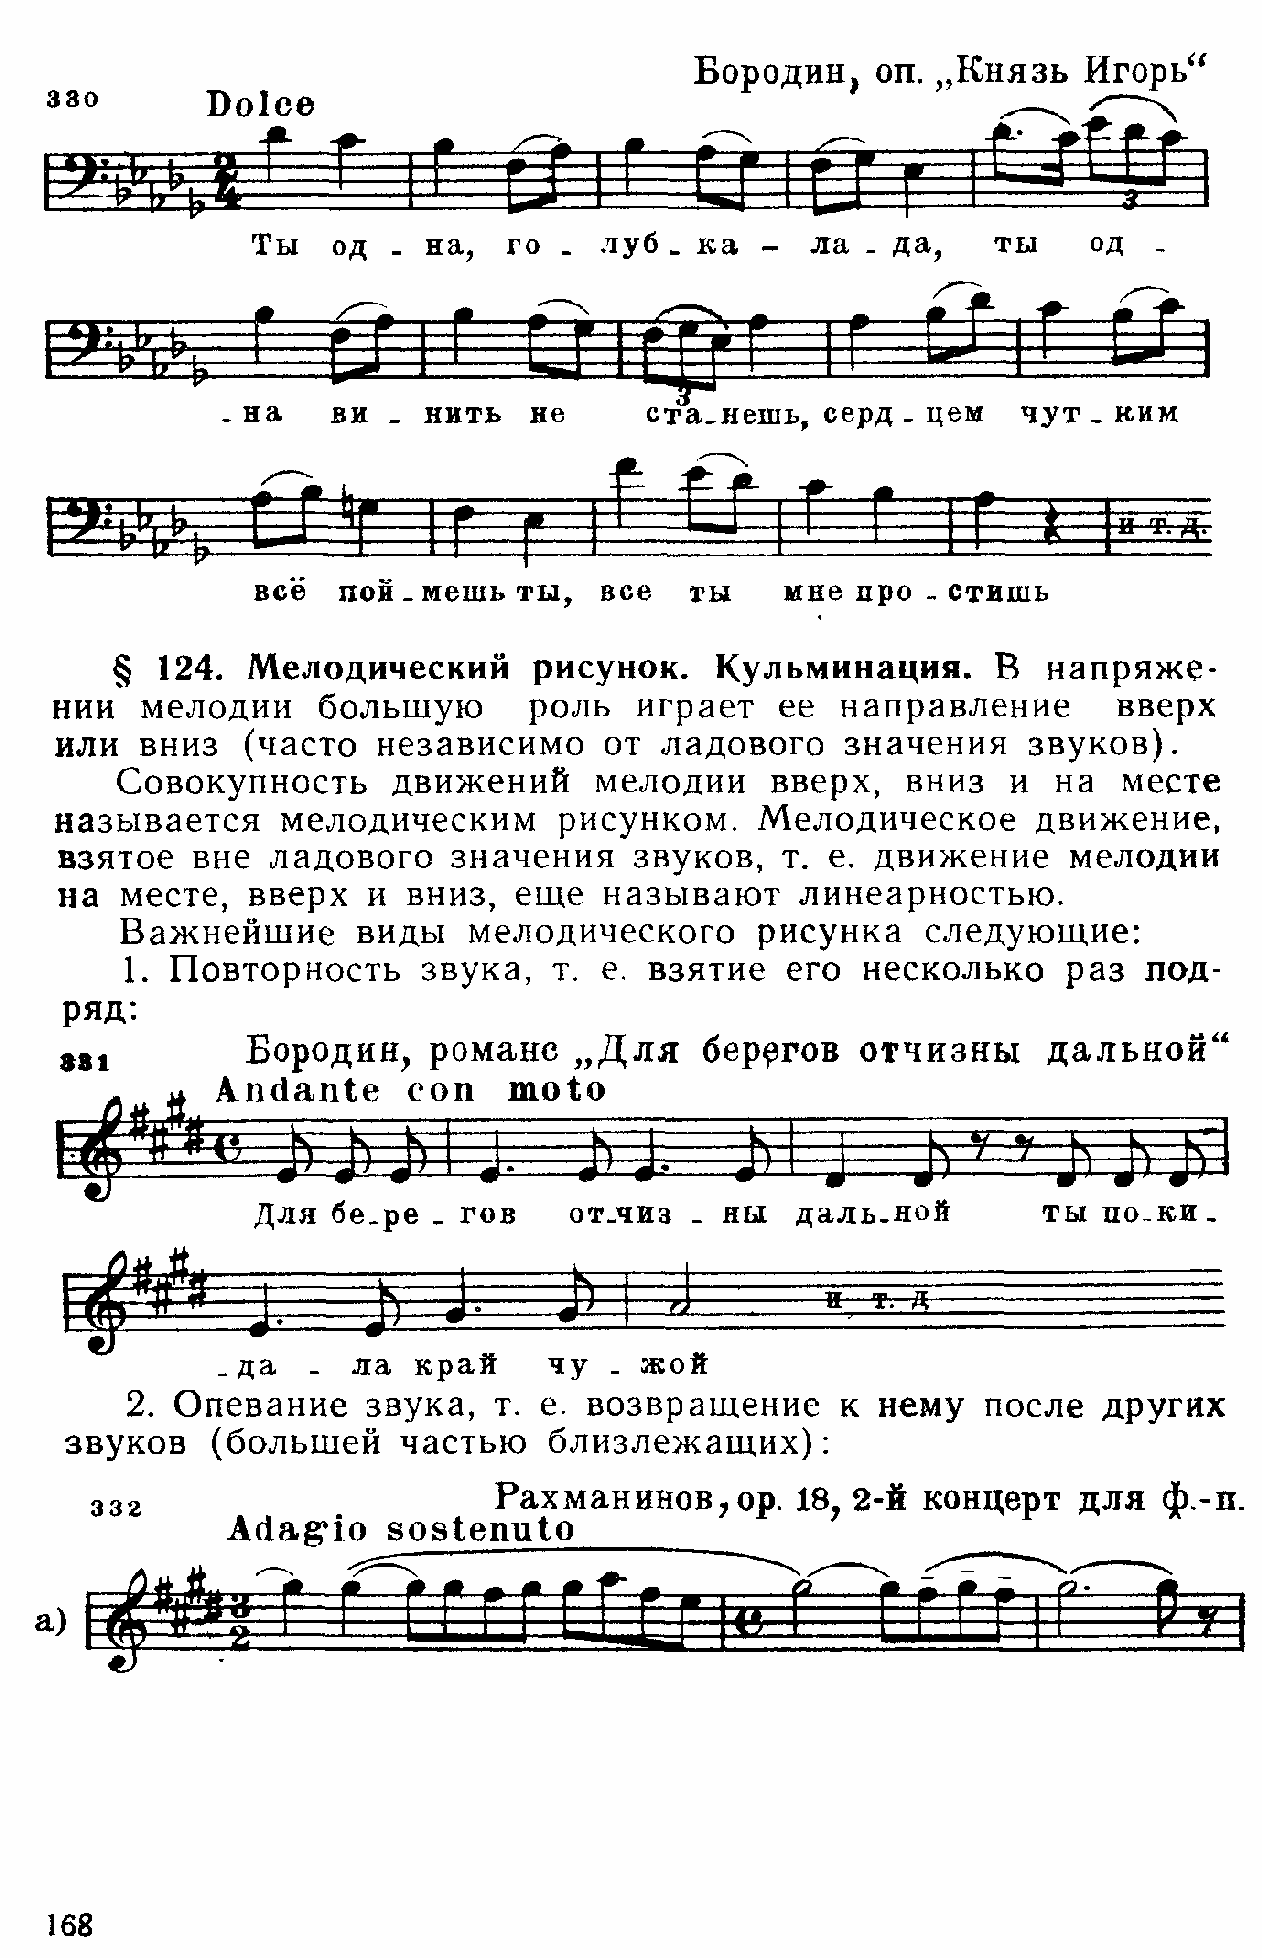 Бородин, оп. „Князь Игорь“
330 Dolce
3
Ты од - на, го - луб - ка - ла - да, ты од -
3
- на ви - нить не ста-нешь, серд - цем чут - ким
и т. д.
всё пой - мешь ты, все ты мне про - стишь
§ 124. Мелодический рисунок. Кульминация. В напряже-
нии мелодии большую роль играет ее направление вверх
или вниз (часто независимо от ладового значения звуков).
Совокупность движений мелодии вверх, вниз и на месте
называется мелодическим рисунком. Мелодическое движение,
взятое вне ладового значения звуков, т. е. движение мелодии
на месте, вверх и вниз, еще называют линеарностью.
Важнейшие виды мелодического рисунка следующие:
1. Повторность звука, т. е. взятие его несколько раз под-
ряд:
331 Бородин, романс „Для берегов отчизны дальной“
Andante con moto
Для бе-ре - гов от-чиз - ны даль-ной ты по-ки -
и т. д
- да - ла край чу - жой
2. Опевание звука, т. е. возвращение к нему после других
звуков (большей частью близлежащих):
332 Рахманинов, ор. 18, 2-й концерт для ф.-п.
Adagio sostenuto
а)
168